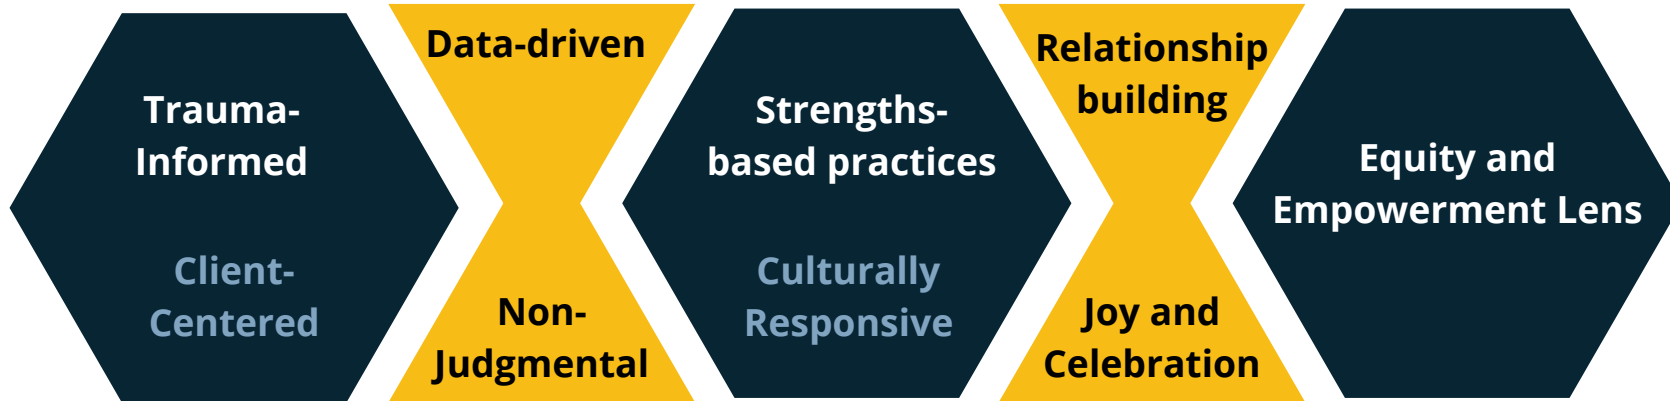 Trauma-
Informed
Client-
Centered
Data-driven
Non-
Judgmental
Strengths-
based practices
Culturally
Responsive
Relationship
building
Joy and
Celebration
Equity and
Empowerment Lens